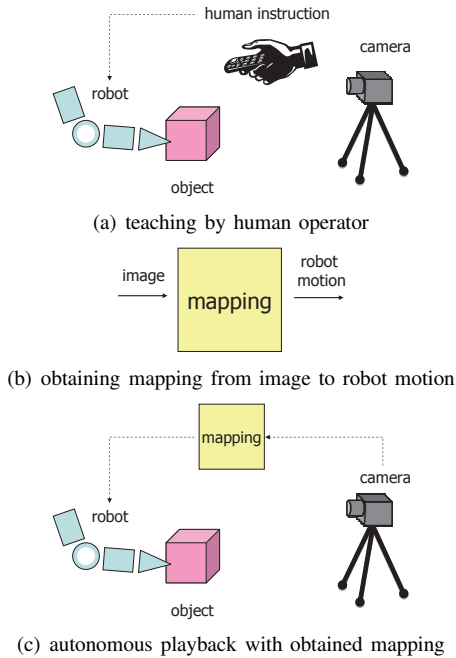 human instruction
camera
robot
object
(a) teaching by human operator
image
mapping
robot
motion
(b) obtaining mapping from image to robot motion
mapping
camera
robot
object
(c) autonomous playback with obtained mapping